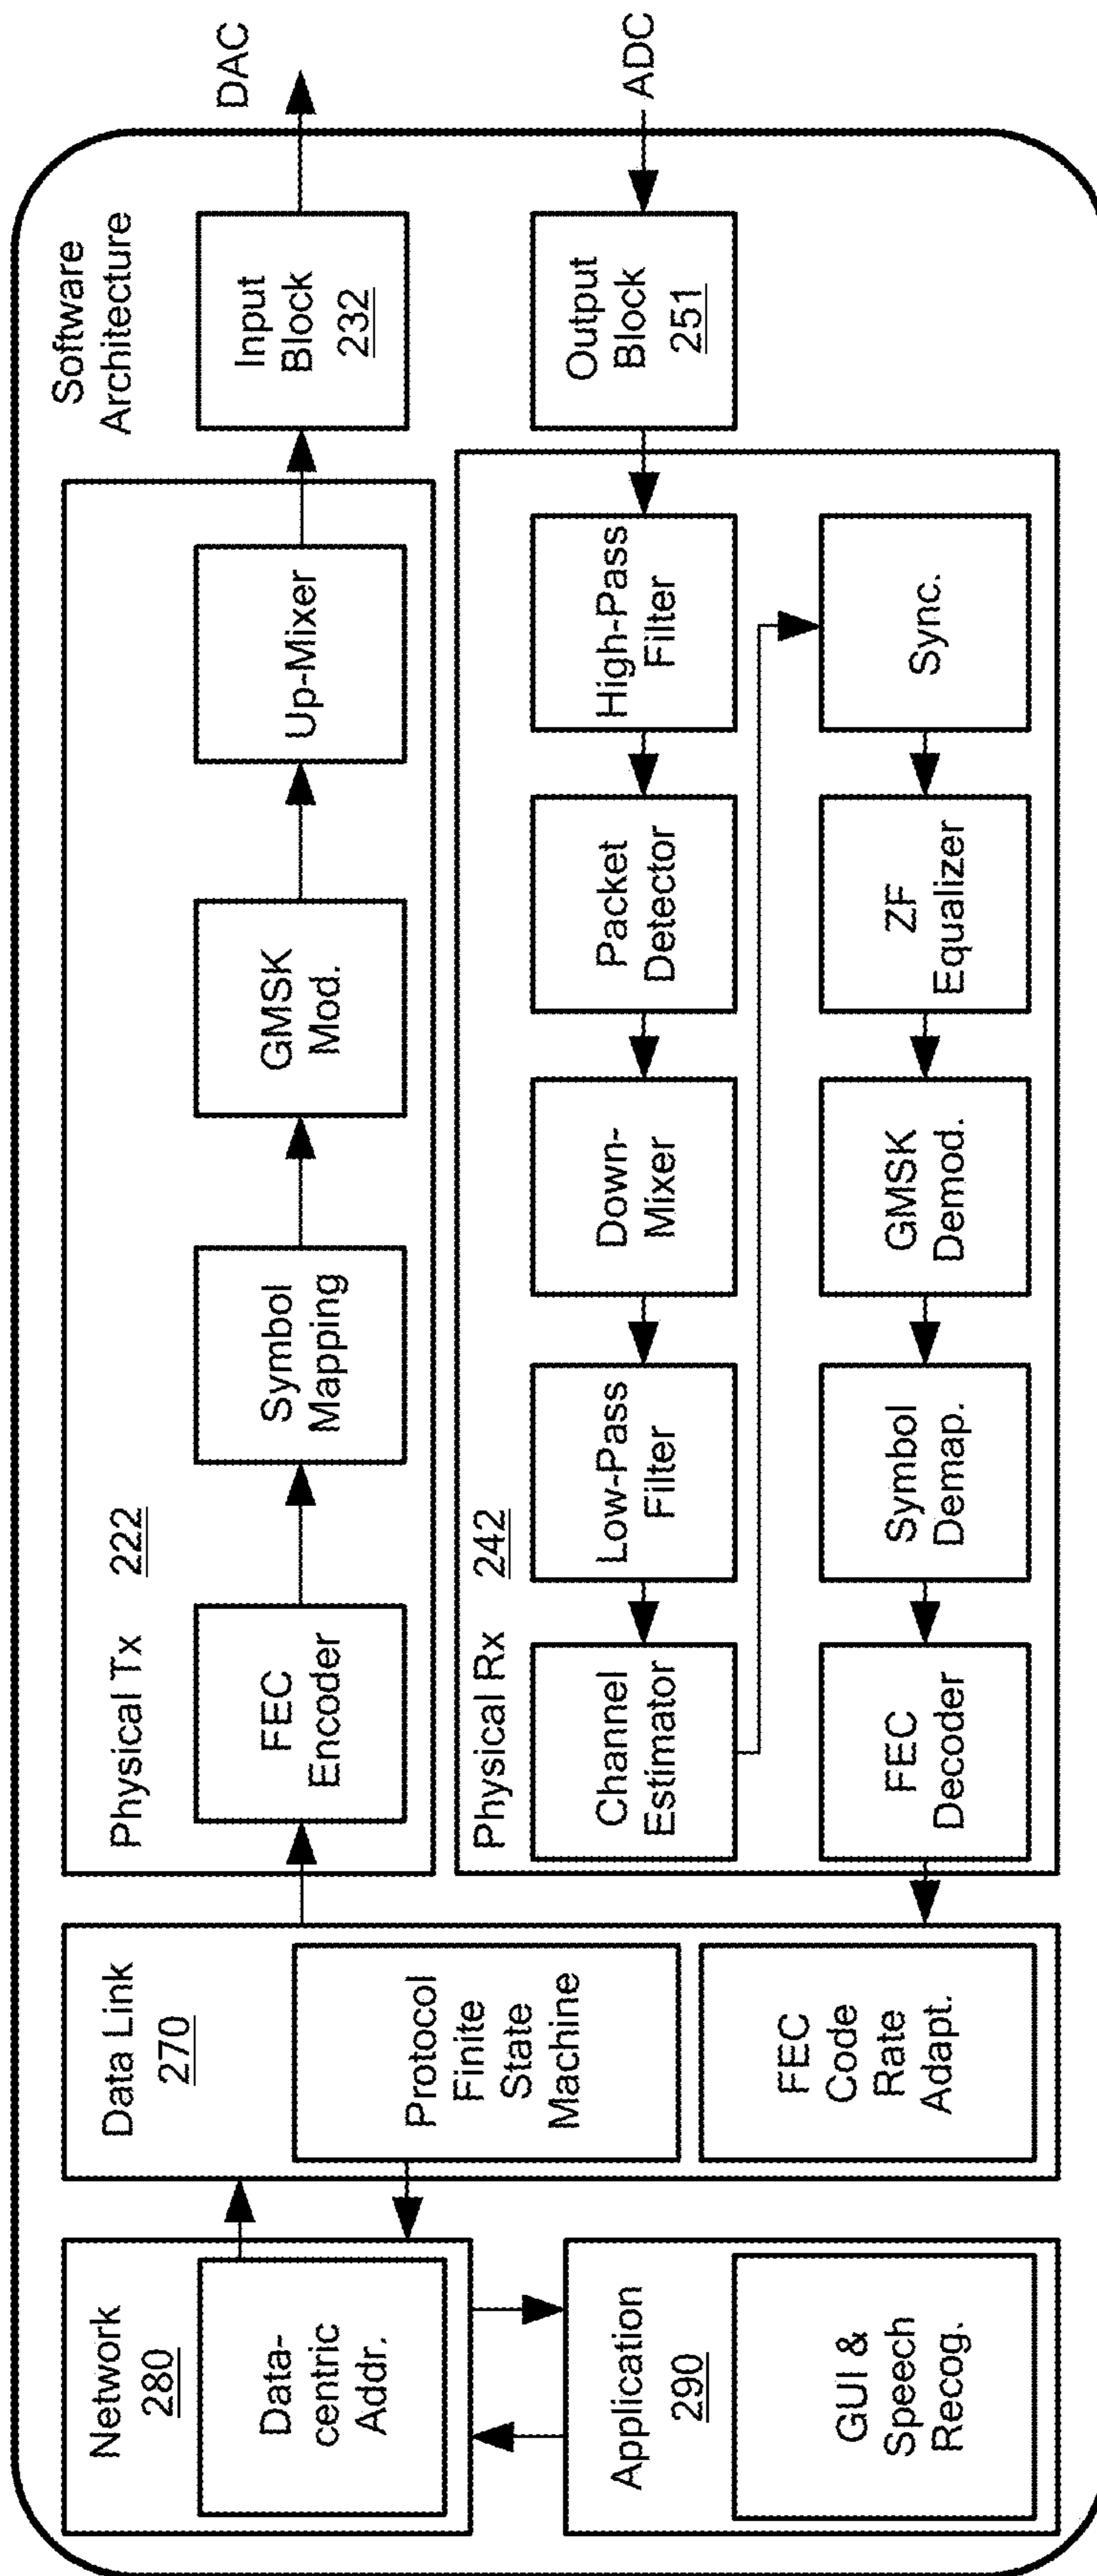 Software
Architecture
DAC
ADC
Network
280
Data-
centric
Addr.
Application
290
GUI &
Speech
Recog.
Data Link
270
Protocol
Finite
State
Machine
FEC
Code
Rate
Adapt.
Physical Tx 222
FEC
Encoder
Symbol
Mapping
GMSK
Mod.
Up-Mixer
Input
Block
232
Output
Block
251
Physical Rx 242
High-Pass
Filter
Packet
Detector
Down-
Mixer
Low-Pass
Filter
Channel
Estimator
Sync.
ZF
Equalizer
GMSK
Demod.
Symbol
Demap.
FEC
Decoder